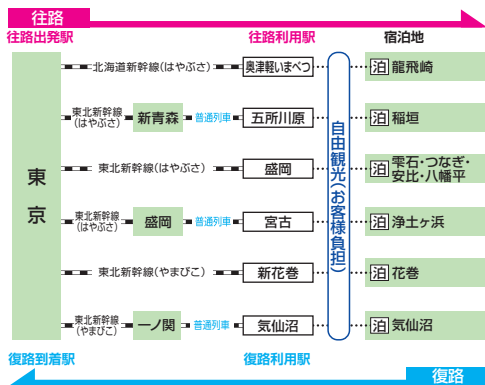 往路
往路出発駅 往路利用駅 宿泊地
東京
北海道新幹線(はやぶさ) 奥津軽いまべつ 泊 龍飛崎
東北新幹線
(はやぶさ)
新青森 普通列車 五所川原 泊 稲垣
東北新幹線(はやぶさ) 盛岡 泊 雫石・つなぎ・
安比・八幡平
東北新幹線
(はやぶさ)
盛岡 普通列車 宮古 泊 浄土ヶ浜
東北新幹線(やまびこ) 新花巻 泊 花巻
東北新幹線
(やまびこ)
一ノ関 普通列車 気仙沼 泊 気仙沼
自由観光(お客様負担)
復路到着駅 復路利用駅
復路